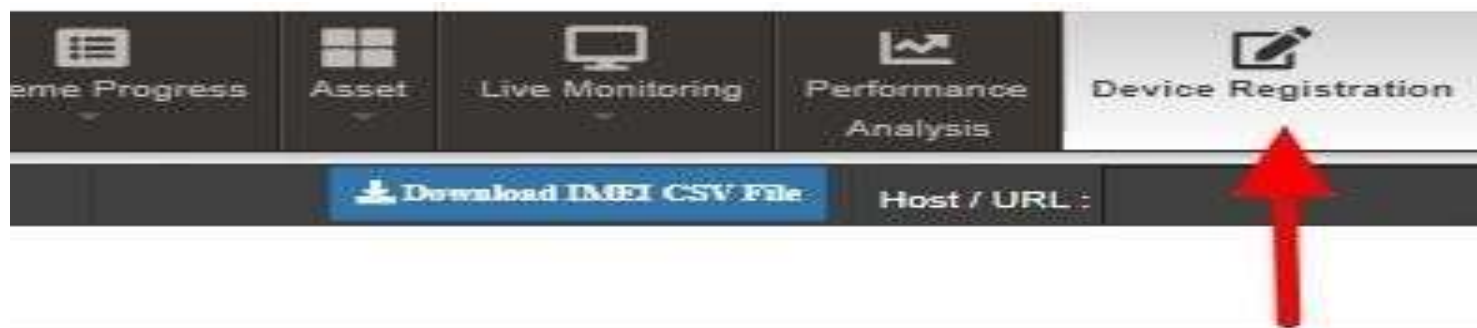 eme Progress
Asset
Live Monitoring
Performance
Analysis
Device Registration
Download IMEI CSV File
Host / URL :